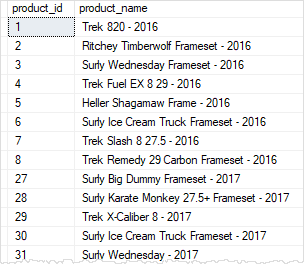 product_id product_name
1 Trek 820 - 2016
2 Ritchey Timberwolf Frameset - 2016
3 Surly Wednesday Frameset - 2016
4 Trek Fuel EX 8 29 - 2016
5 Heller Shagamaw Frame - 2016
6 Surly Ice Cream Truck Frameset - 2016
7 Trek Slash 8 27.5 - 2016
8 Trek Remedy 29 Carbon Frameset - 2016
27 Surly Big Dummy Frameset - 2017
28 Surly Karate Monkey 27.5+ Frameset - 2017
29 Trek X-Caliber 8 - 2017
30 Surly Ice Cream Truck Frameset - 2017
31 Surly Wednesday - 2017